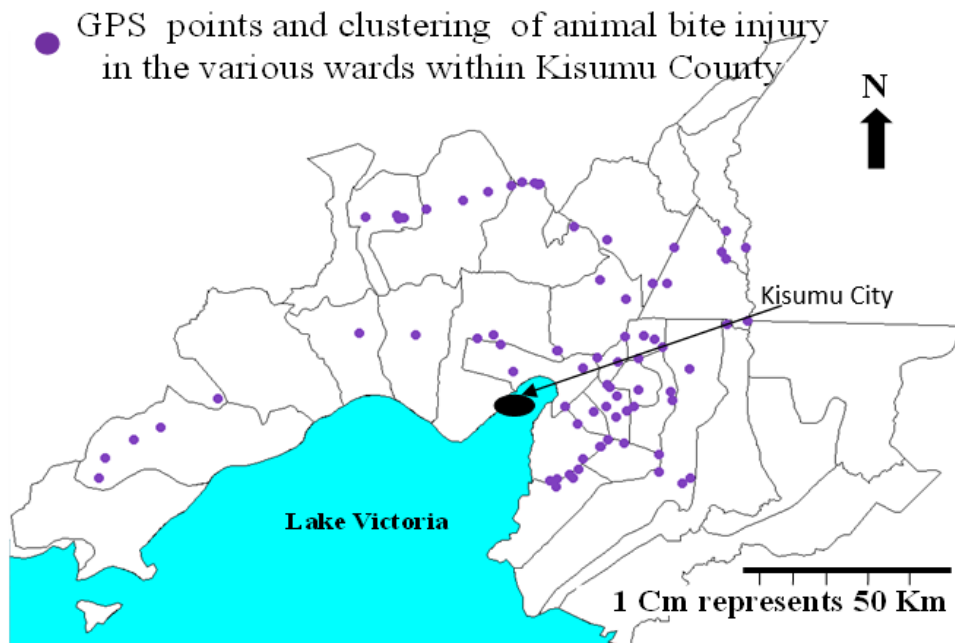 GPS points and clustering of animal bite injury
in the various wards within Kisumu County
N
Kisumu City
Lake Victoria
1 Cm represents 50 Km